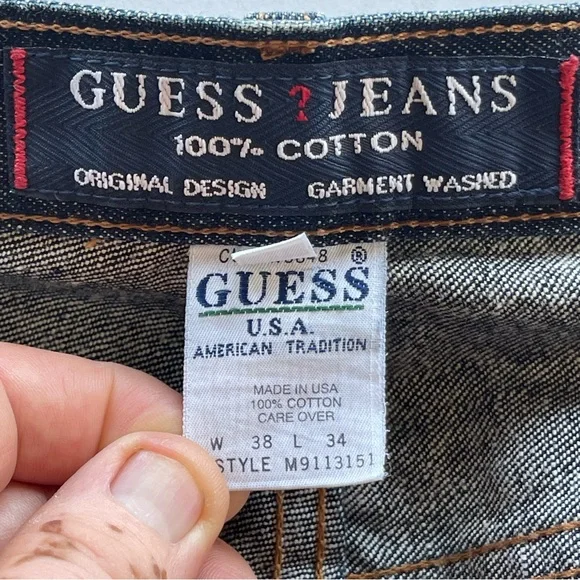 GUESS ? JEANS
100% COTTON
ORIGINAL DESIGN GARMENT WASHED
®
GUESS
U.S.A.
AMERICAN TRADITION
MADE IN USA
100% COTTON
CARE OVER
W 38 L 34
STYLE M9113151